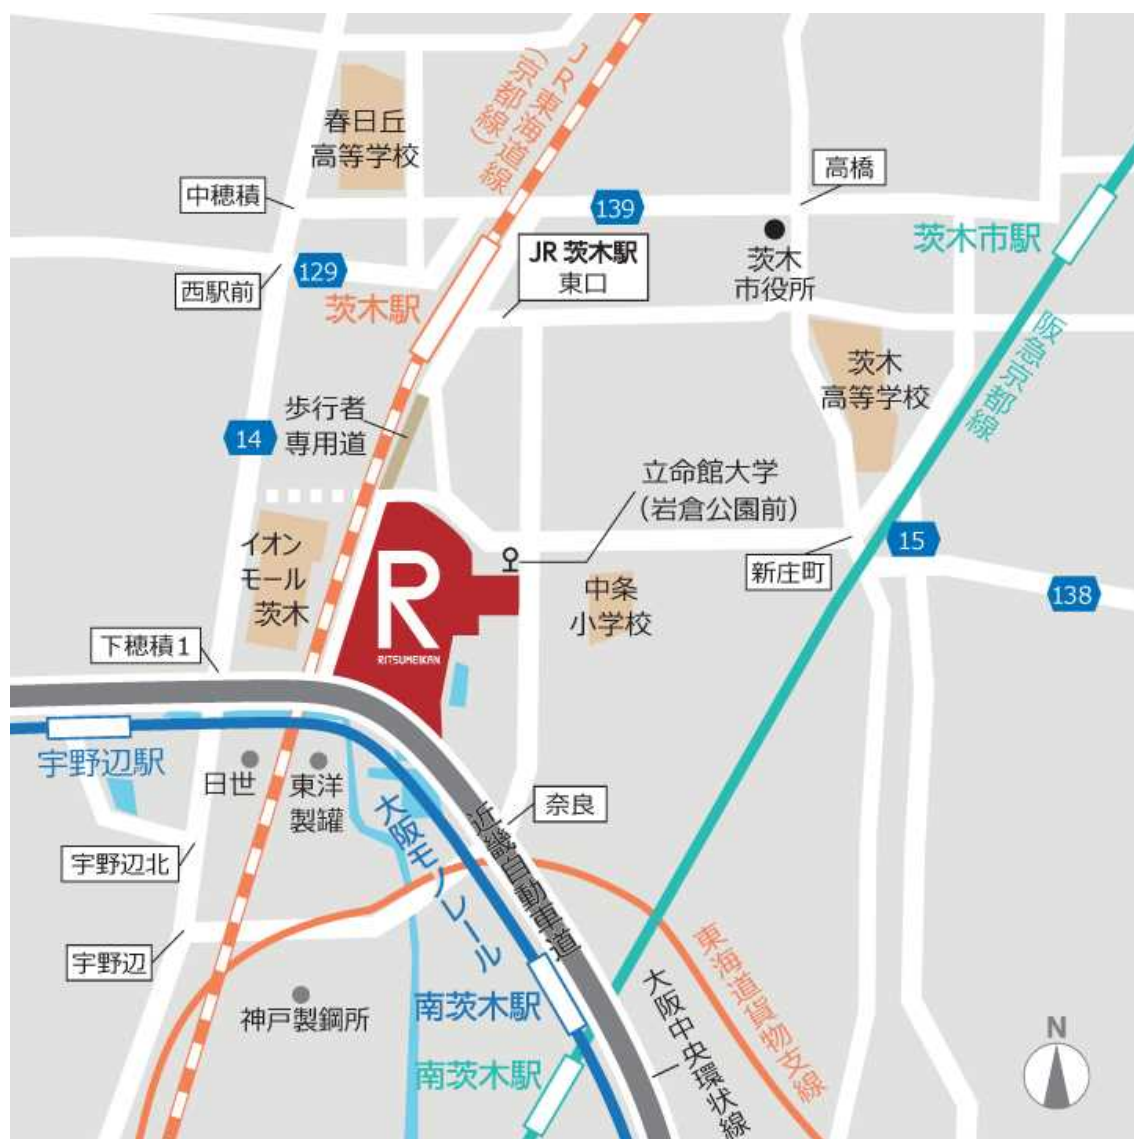 JR東海道線
(京都線)
春日丘
高等学校
高橋
中穂積
139
茨木市駅
JR 茨木駅
東口
茨木
市役所
129
西駅前
茨木駅
阪急京都線
茨木
高等学校
歩行者
専用道
14
立命館大学
(岩倉公園前)
イオン
モール
茨木
15
新庄町
138
中条
小学校
R
RITSUMEIKAN
下穂積1
宇野辺駅
日世
東洋
製罐
大阪モノレール
近畿自動車道
奈良
宇野辺北
宇野辺
東海道貨物支線
大阪中央環状線
神戸製鋼所
南茨木駅
南茨木駅
N